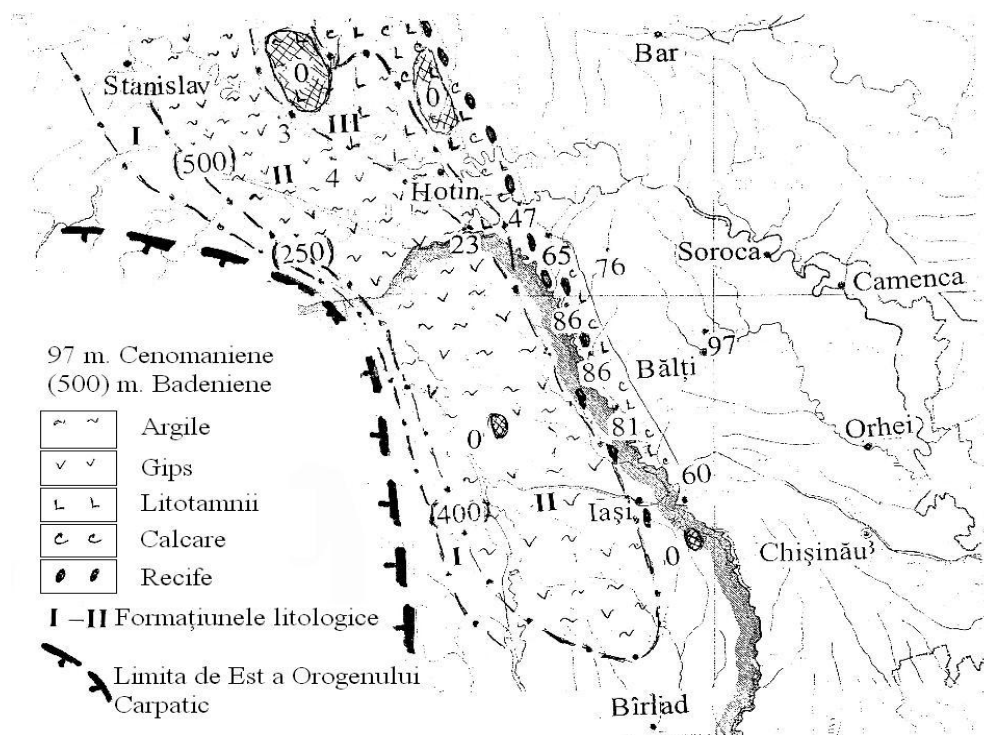 0
Bar
Stanislav
0
I
3
III
(500)
II
4
Hotin
47
23
65
76
Soroca
(250)
Camenca
86
97 m. Cenomaniene
97
(500) m. Badeniene
86
Bălți
Argile
0
81
Orhei
Gips
60
Litotamnii
(400)
II
Iași
Calcare
0
Chișinău
3
I
Recife
I –II Formațiunele litologice
Limita de Est a Orogenului
Carpatic
Bîrlad